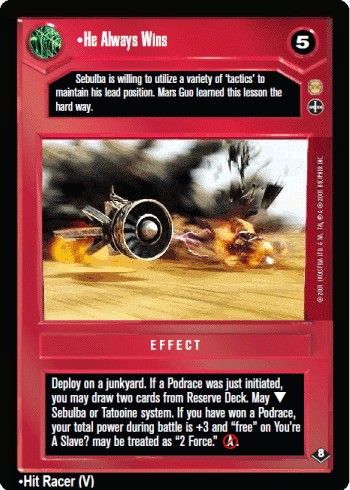 •He Always Wins
5
Sebulba is willing to utilize a variety of ‘tactics’ to
maintain his lead position. Mars Guo learned this lesson the
hard way.
EFFECT
Deploy on a junkyard. If a Podrace was just initiated,
you may draw two cards from Reserve Deck. May ▼
Sebulba or Tatooine system. If you have won a Podrace,
your total power during battle is +3 and “free” on You're
A Slave? may be treated as “2 Force.” A
8
•Hit Racer (V)